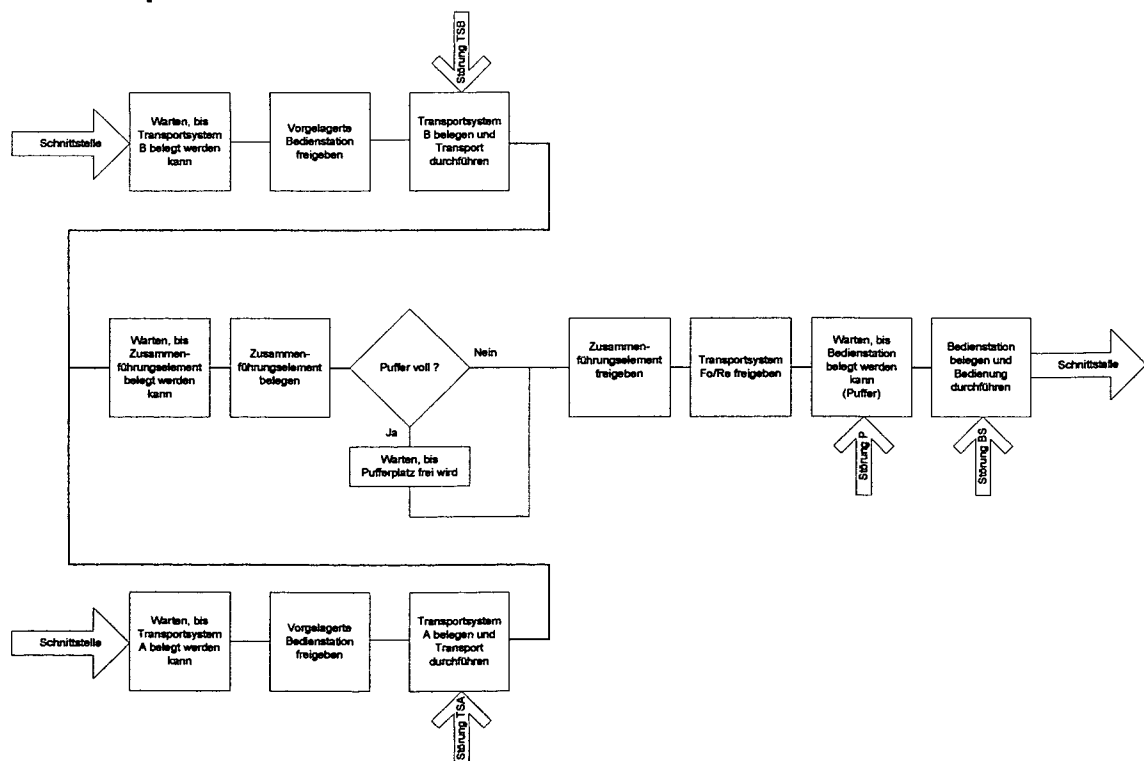 Störung TSB
Schnittstelle
Warten, bis
Transportsystem
B belegt werden
kann
Vorgelagerte
Bedienstation
freigeben
Transportsystem
B belegen und
Transport
durchführen
Warten, bis
Zusammen-
führungselement
belegt werden
kann
Zusammen-
führungselement
belegen
Puffer voll ?
Nein
Ja
Warten, bis
Pufferplatz frei wird
Zusammen-
führungselement
freigeben
Transportsystem
Fo/Re freigeben
Warten, bis
Bedienstation
belegt werden
kann
(Puffer)
Bedienstation
belegen und
Bedienung
durchführen
Schnittstelle
Störung P
Störung BS
Schnittstelle
Warten, bis
Transportsystem
A belegt werden
kann
Vorgelagerte
Bedienstation
freigeben
Transportsystem
A belegen und
Transport
durchführen
Störung TSA